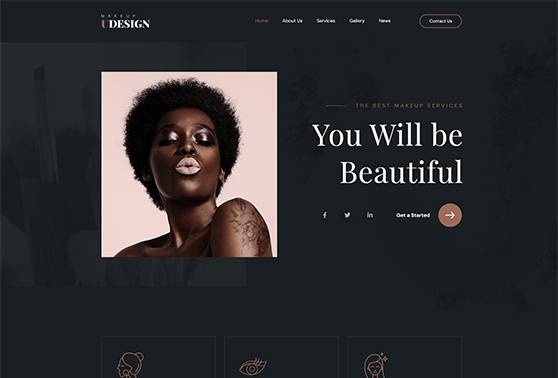 MAKEUP
UDESIGN
Home About Us Services Gallery News Contact Us
THE BEST MAKEUP SERVICES
You Will be
Beautiful
Get a Started